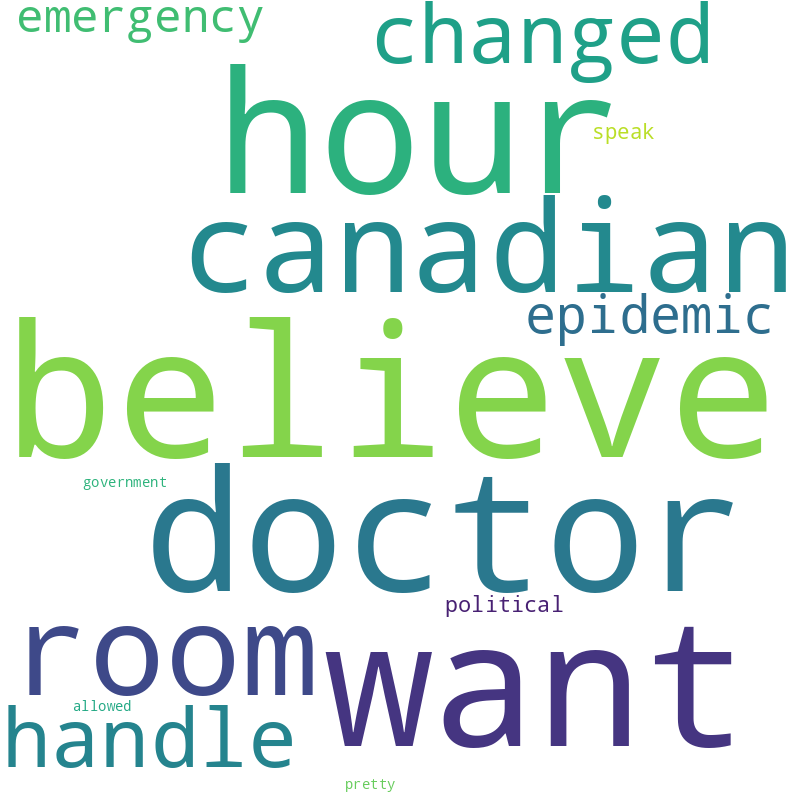 emergency
changed
hour
speak
canadian
epidemic
believe
government
doctor
political
room
want
allowed
handle
pretty